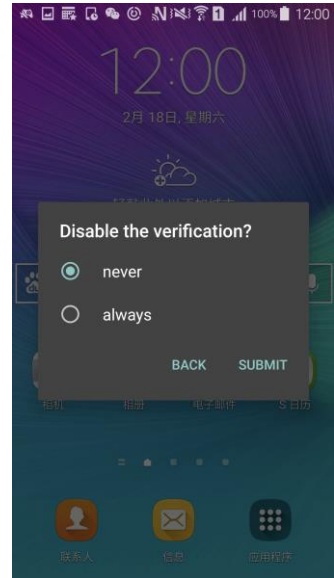 100% 12:00
12:00
2月 18日, 星期六
Disable the verification?
never
always
BACK SUBMIT
相机 相册 电子邮件 S 日历
联系人 信息 应用程序